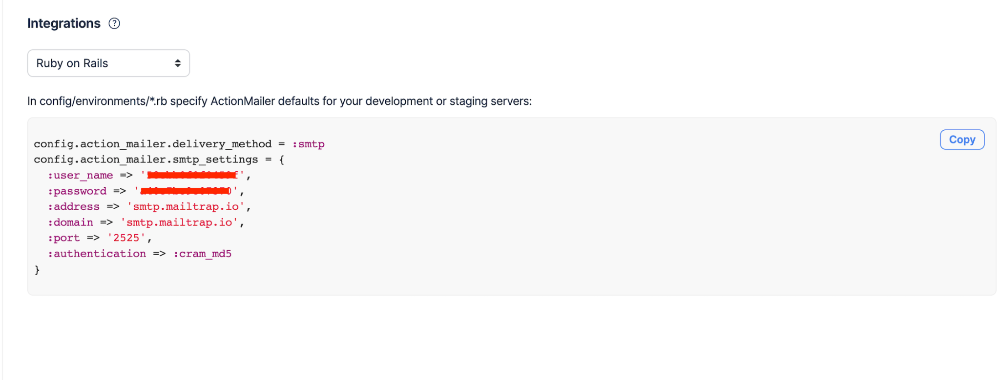 Integrations ?
Ruby on Rails
In config/environments/*.rb specify ActionMailer defaults for your development or staging servers:
Copy
config.action_mailer.delivery_method = :smtp
config.action_mailer.smtp_settings = {
:user_name => '',
:password => '',
:address => 'smtp.mailtrap.io',
:domain => 'smtp.mailtrap.io',
:port => '2525',
:authentication => :cram_md5
}